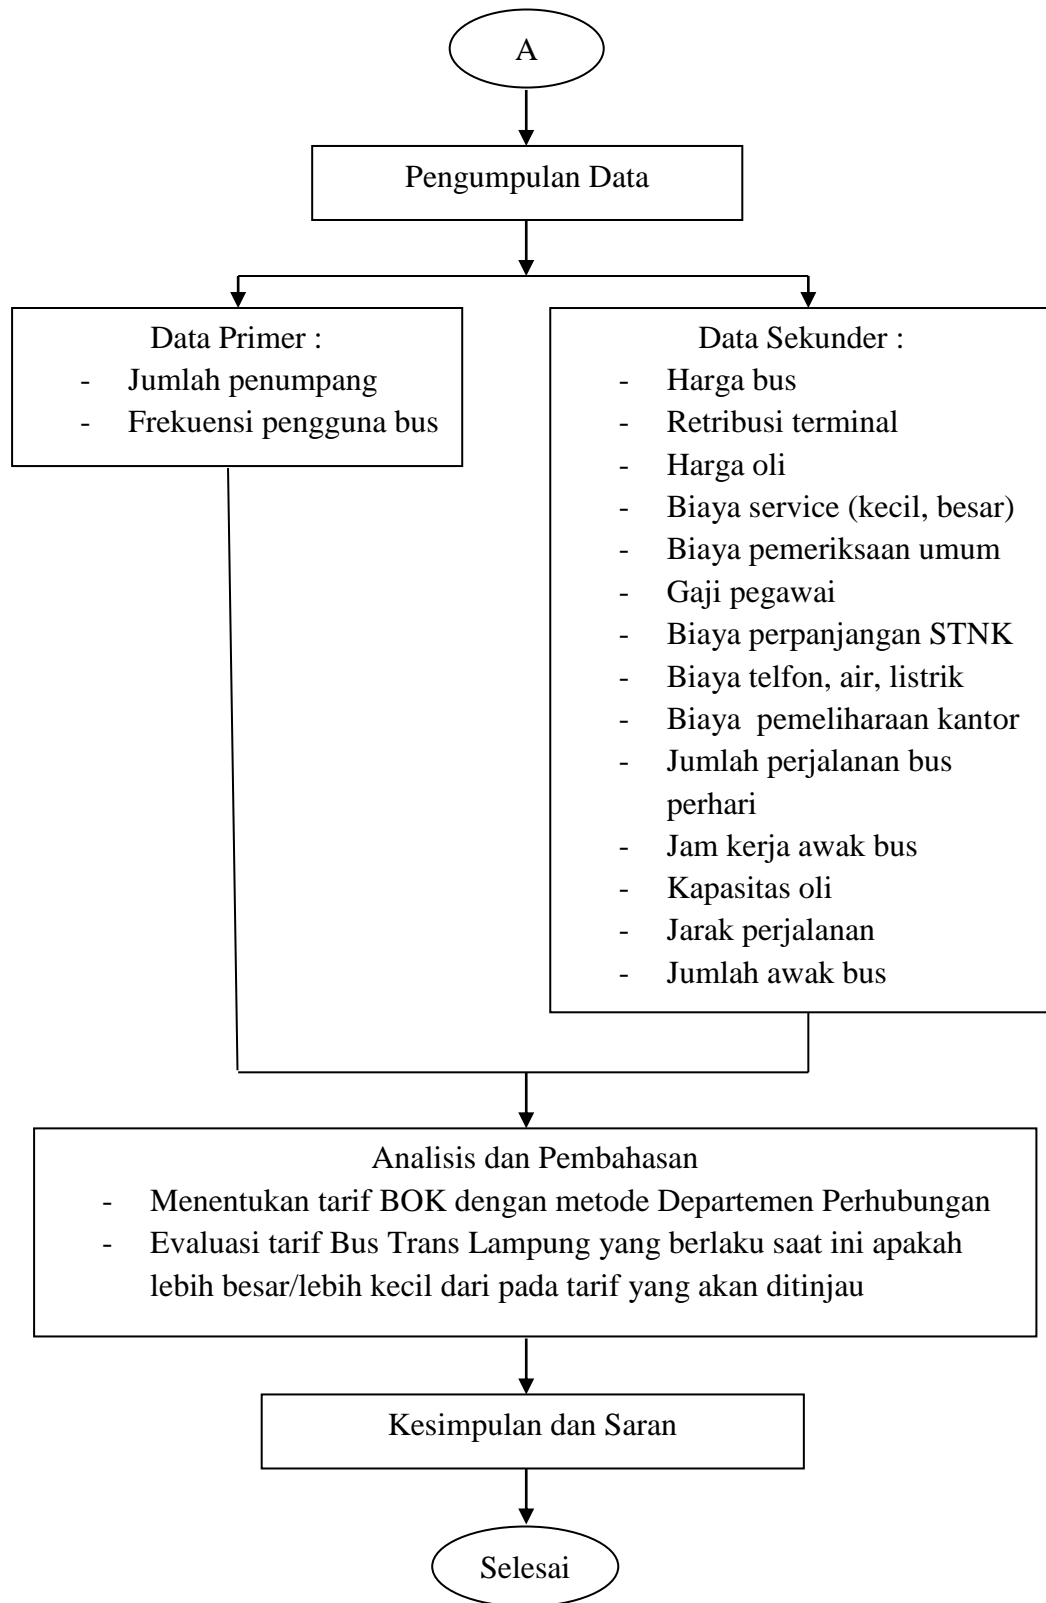 A
Pengumpulan Data
Data Primer :
- Jumlah penumpang
- Frekuensi pengguna bus
Data Sekunder :
- Harga bus
- Retribusi terminal
- Harga oli
- Biaya service (kecil, besar)
- Biaya pemeriksaan umum
- Gaji pegawai
- Biaya perpanjangan STNK
- Biaya telfon, air, listrik
- Biaya  pemeliharaan kantor
- Jumlah perjalanan bus
perhari
- Jam kerja awak bus
- Kapasitas oli
- Jarak perjalanan
- Jumlah awak bus
Analisis dan Pembahasan
- Menentukan tarif BOK dengan metode Departemen Perhubungan
- Evaluasi tarif Bus Trans Lampung yang berlaku saat ini apakah
lebih besar/lebih kecil dari pada tarif yang akan ditinjau
Kesimpulan dan Saran
Selesai